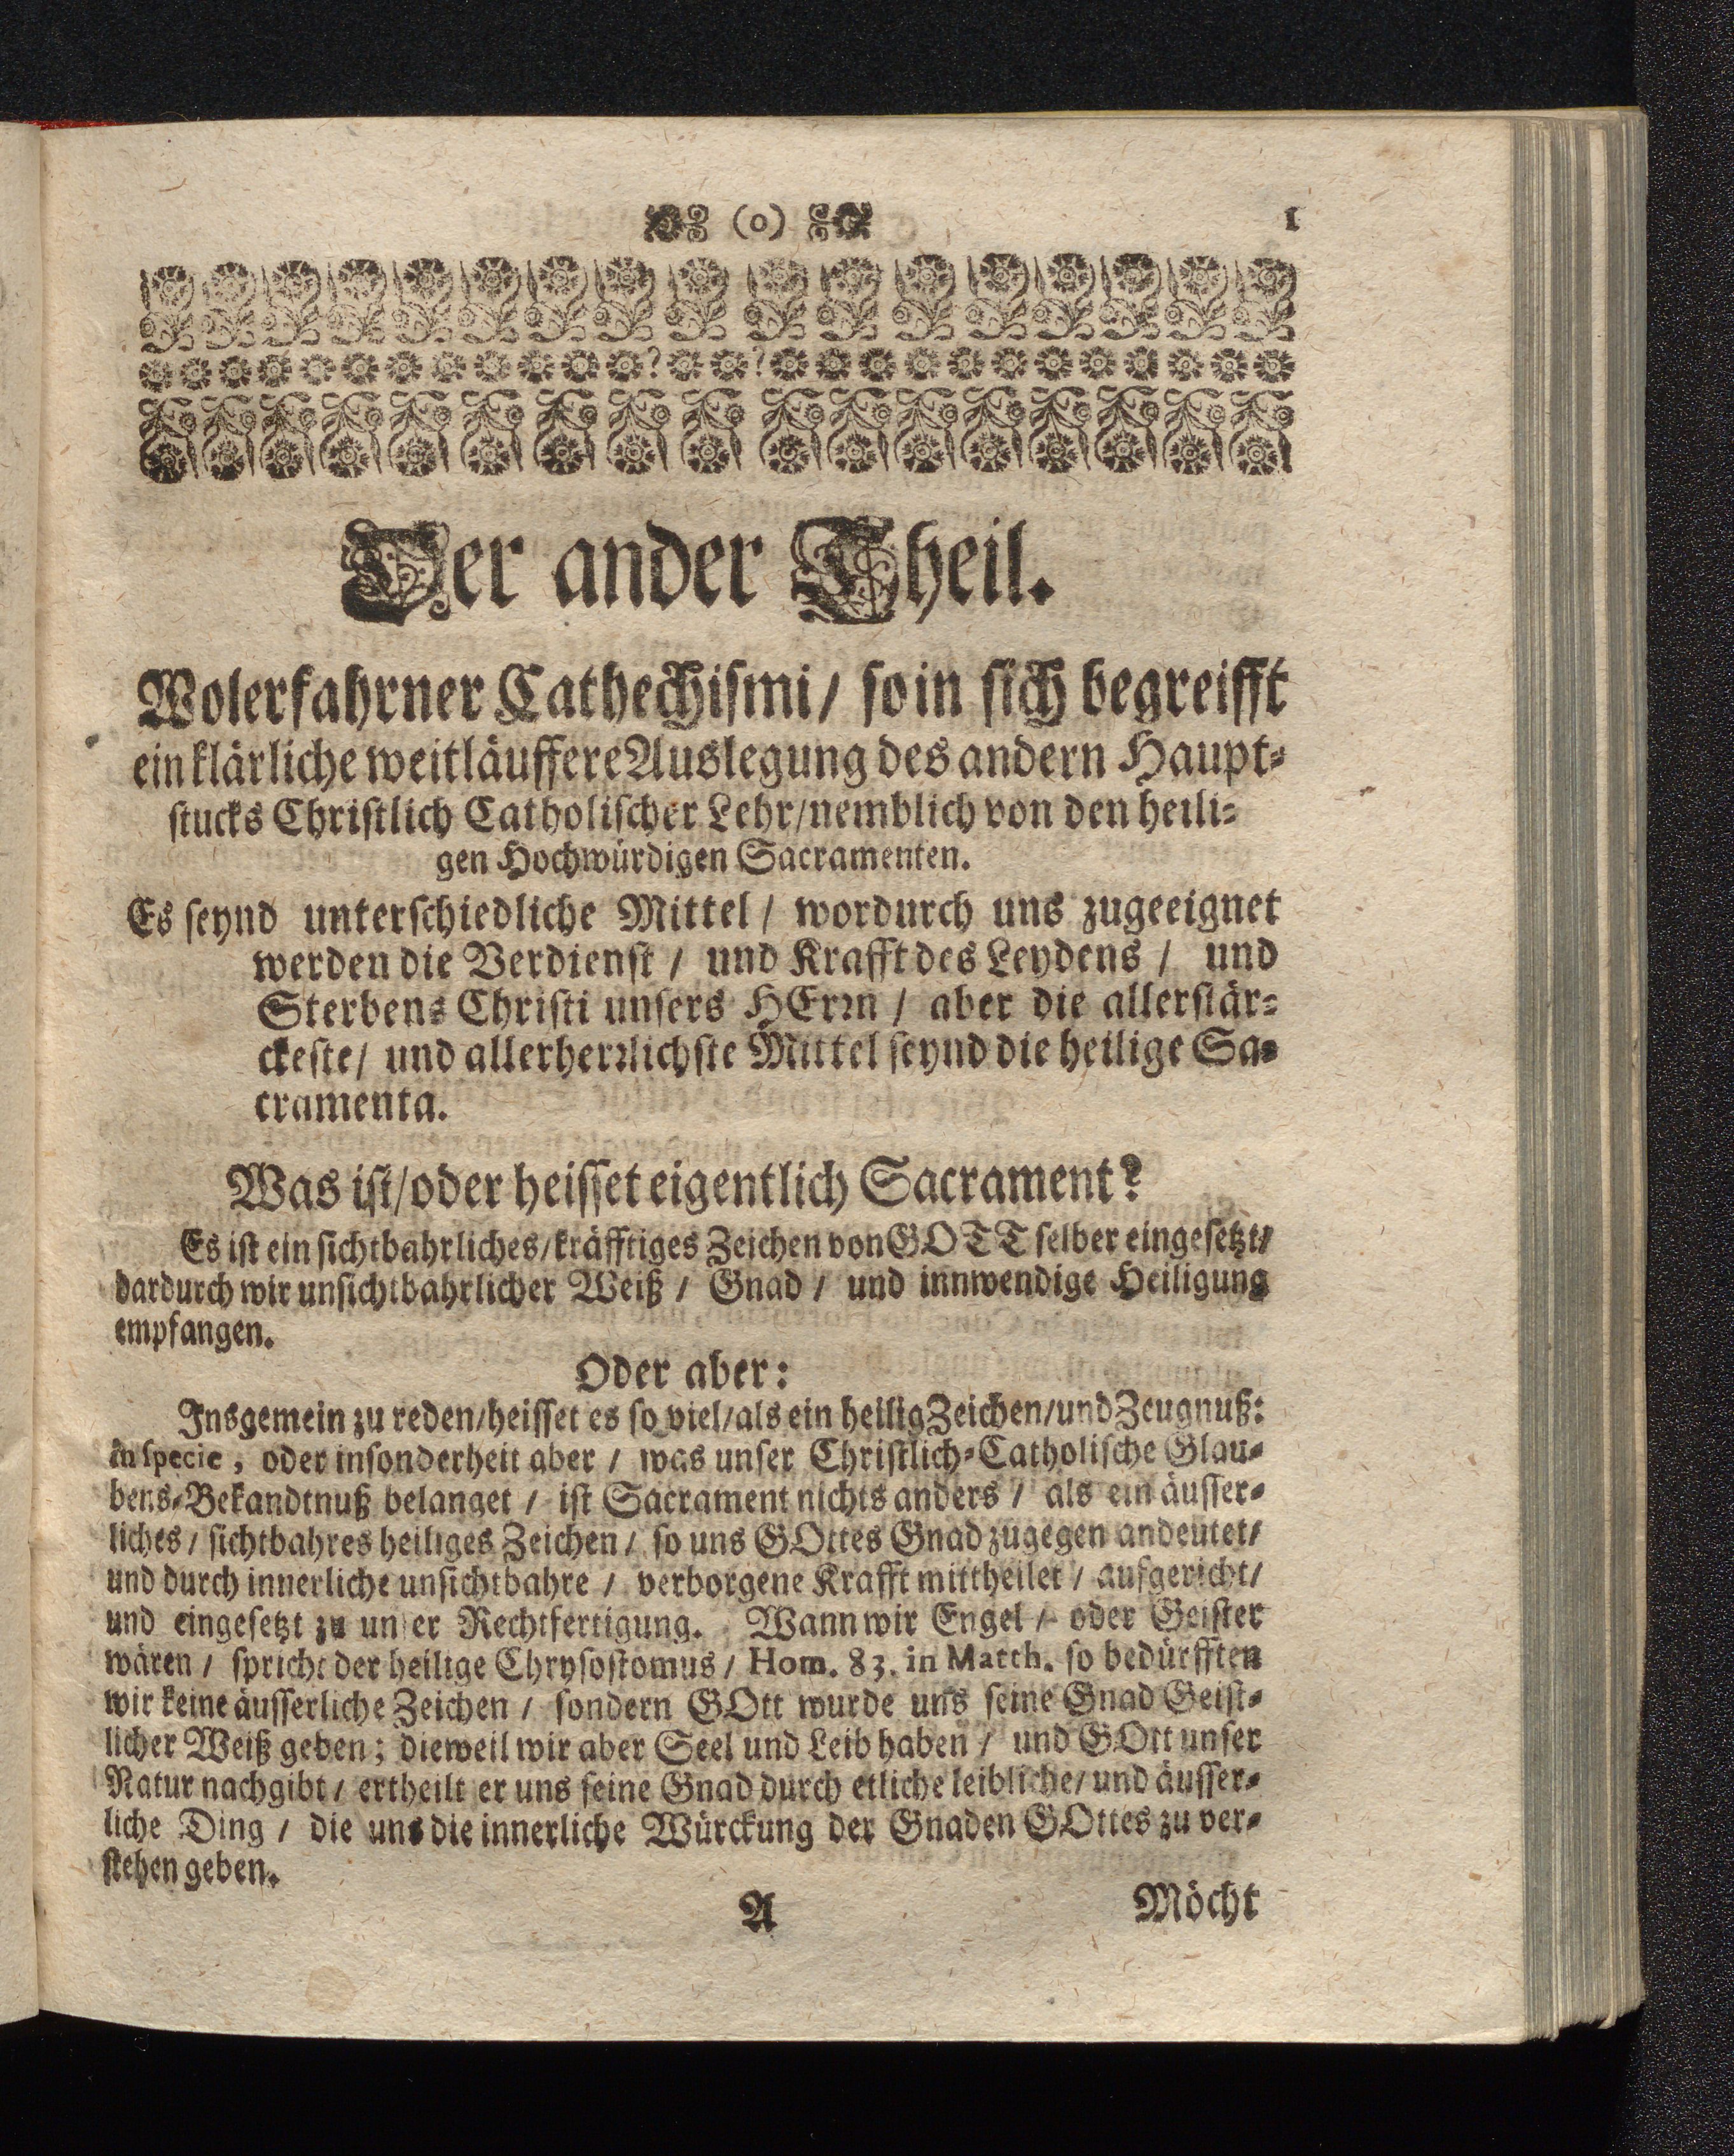 (0) 1
Der ander Theil.
Wolerfahrner Cathechismi / so in sich begreifft
ein klärliche weitläuffere Auslegung des andern Haupt-
stucks Christlich Catholischer Lehr / nemblich von den heili-
gen Hochwürdigen Sacramenten.
Es seynd unterschiedliche Mittel / wordurch uns zugeeignet
werden die Verdienst / und Krafft des Leydens / und
Sterbens Christi unsers HErrn / aber die allerstär-
ckeste / und allerherrlichste Mittel seynd die heilige Sa-
cramenta.
Was ist / oder heisset eigentlich Sacrament?
Es ist ein sichtbahrliches / kräfftiges Zeichen von GOTT selber eingesetzt /
dardurch wir unsichtbahrlicher Weiß / Gnad / und innwendige Heiligung
empfangen.
Oder aber:
Insgemein zu reden / heisset es so viel / als ein heilig Zeichen / und Zeugnuß:
in specie, oder insonderheit aber / was unser Christlich-Catholische Glau-
bens-Bekandtnuß belanget / ist Sacrament nichts anders / als ein äusser-
liches / sichtbahres heiliges Zeichen / so uns GOttes Gnad zugegen andeutet /
und durch innerliche unsichtbahre / verborgene Krafft mittheilet / aufgericht /
und eingesetzt zu unser Rechtfertigung. Wann wir Engel / oder Geister
wären / spricht der heilige Chrysostomus / Hom. 83. in Matth. so bedürfften
wir keine äusserliche Zeichen / sondern GOtt wurde uns seine Gnad Geist-
licher Weiß geben; dieweil wir aber Seel und Leib haben / und GOtt unser
Natur nachgibt / ertheilt er uns seine Gnad durch etliche leibliche / und äusser-
liche Ding / die uns die innerliche Würckung der Gnaden GOttes zu ver-
stehen geben.
A Möcht